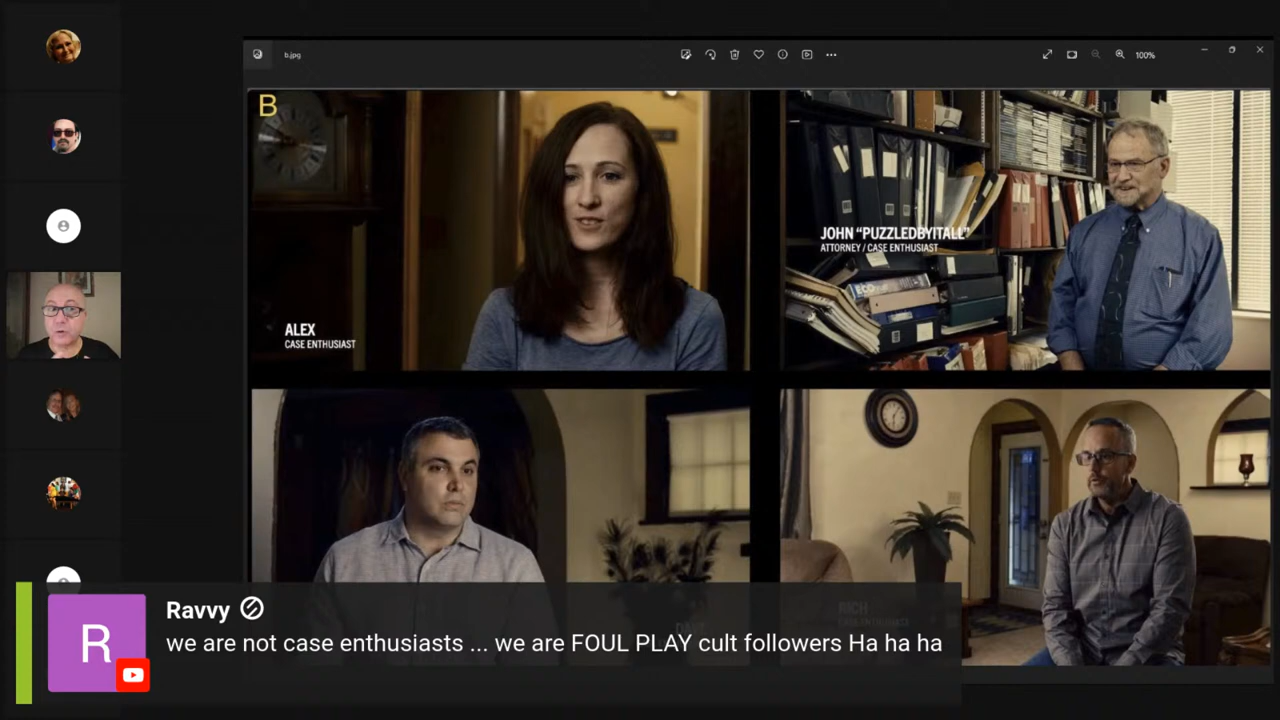 b.jpg
100%
B
ALEX
CASE ENTHUSIAST
JOHN “PUZZLEDBYITALL”
ATTORNEY / CASE ENTHUSIAST
RICH
R
Ravvy
we are not case enthusiasts ... we are FOUL PLAY cult followers Ha ha ha